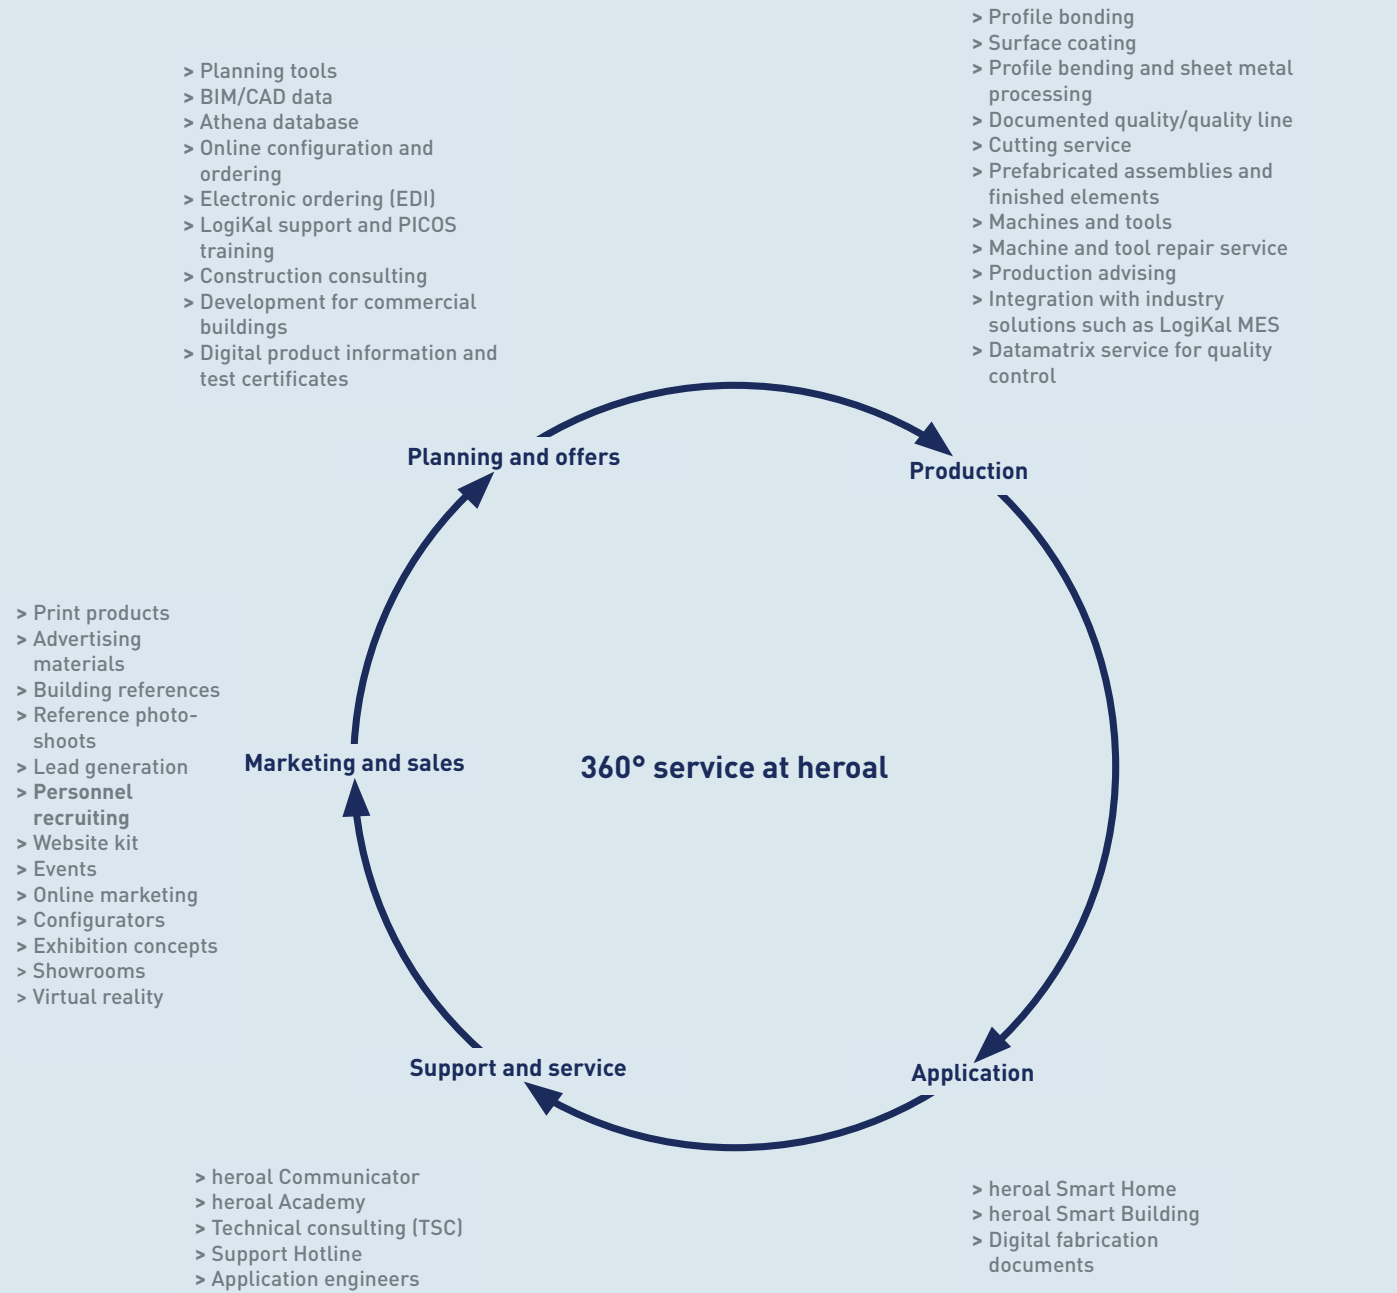 > Planning tools
> BIM/CAD data
> Athena database
> Online configuration and
ordering
> Electronic ordering (EDI)
> LogiKal support and PICOS
training
> Construction consulting
> Development for commercial
buildings
> Digital product information and
test certificates
> Profile bonding
> Surface coating
> Profile bending and sheet metal
processing
> Documented quality/quality line
> Cutting service
> Prefabricated assemblies and
finished elements
> Machines and tools
> Machine and tool repair service
> Production advising
> Integration with industry
solutions such as LogiKal MES
> Datamatrix service for quality
control
Planning and offers
Production
> Print products
> Advertising
materials
> Building references
> Reference photo-
shoots
> Lead generation
> Personnel
recruiting
> Website kit
> Events
> Online marketing
> Configurators
> Exhibition concepts
> Showrooms
> Virtual reality
Marketing and sales
360° service at heroal
Support and service
Application
> heroal Communicator
> heroal Academy
> Technical consulting (TSC)
> Support Hotline
> Application engineers
> heroal Smart Home
> heroal Smart Building
> Digital fabrication
documents